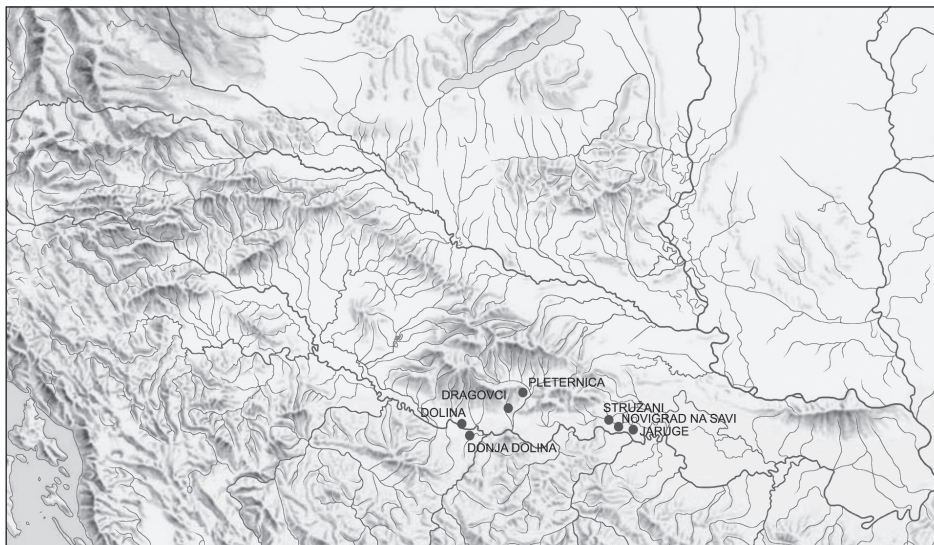 PLETERNICA
DRAGOVCI
DOLINA
DONJA DOLINA
STRUŽANI
NOVIGRAD NA SAVI
JARUGE